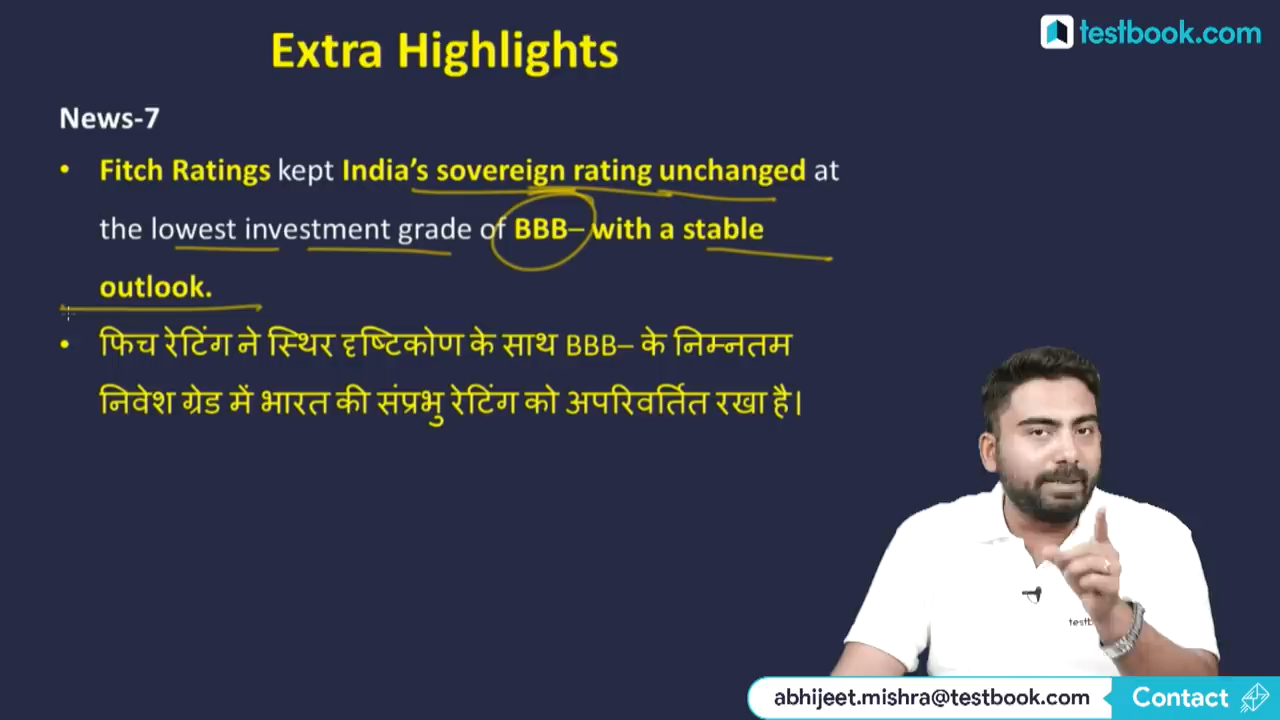 Extra Highlights
testbook.com
News-7
• Fitch Ratings kept India's sovereign rating unchanged at
the lowest investment grade of BBB– with a stable
outlook.
• फिच रेटिंग ने स्थिर दृष्टिकोण के साथ BBB– के निम्नतम
निवेश ग्रेड में भारत की संप्रभु रेटिंग को अपरिवर्तित रखा है।
abhijeet.mishra@testbook.com Contact